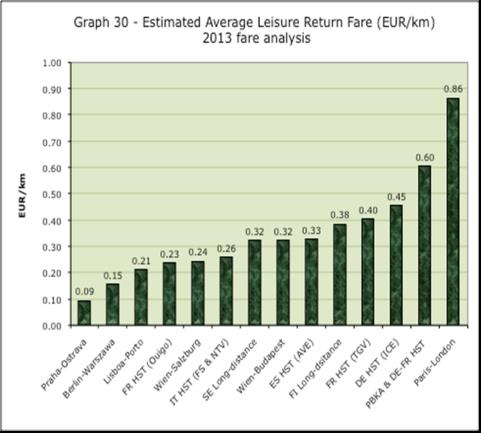 Graph 30 - Estimated Average Leisure Return Fare (EUR/km)
2013 fare analysis
EUR/km
1.00
0.90
0.80
0.70
0.60
0.50
0.40
0.30
0.20
0.10
0.00
0.09
0.15
0.21
0.23
0.24
0.26
0.32
0.32
0.33
0.38
0.40
0.45
0.60
0.86
Praha-Ostrava
Berlin-Warszawa
Lisboa-Porto
FR HST (Ouigo)
Wien-Salzburg
IT HST (FS & NTV)
SE Long-distance
Wien-Budapest
ES HST (AVE)
FI Long-dsitance
FR HST (TGV)
DE HST (ICE)
PBKA & DE-FR HST
Paris-London